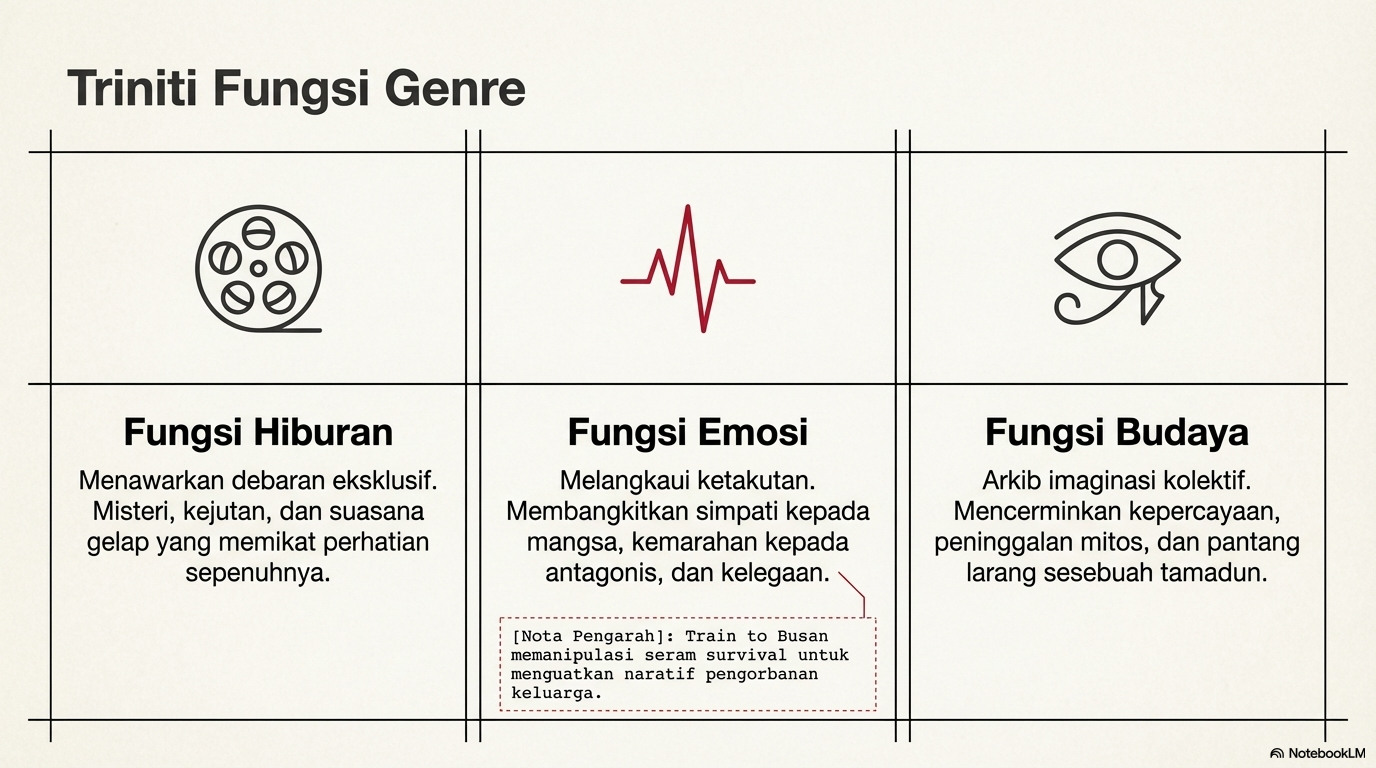 Triniti Fungsi Genre
Fungsi Hiburan
Menawarkan debaran eksklusif.
Misteri, kejutan, dan suasana
gelap yang memikat perhatian
sepenuhnya.
Fungsi Emosi
Melangkaui ketakutan.
Membangkitkan simpati kepada
mangsa, kemarahan kepada
antagonis, dan kelegaan.
[Nota Pengarah]: Train to Busan
memanipulasi seram survival untuk
menguatkan naratif pengorbanan
keluarga.
Fungsi Budaya
Arkib imaginasi kolektif.
Mencerminkan kepercayaan,
peninggalan mitos, dan pantang
larang sesebuah tamadun.
NotebookLM